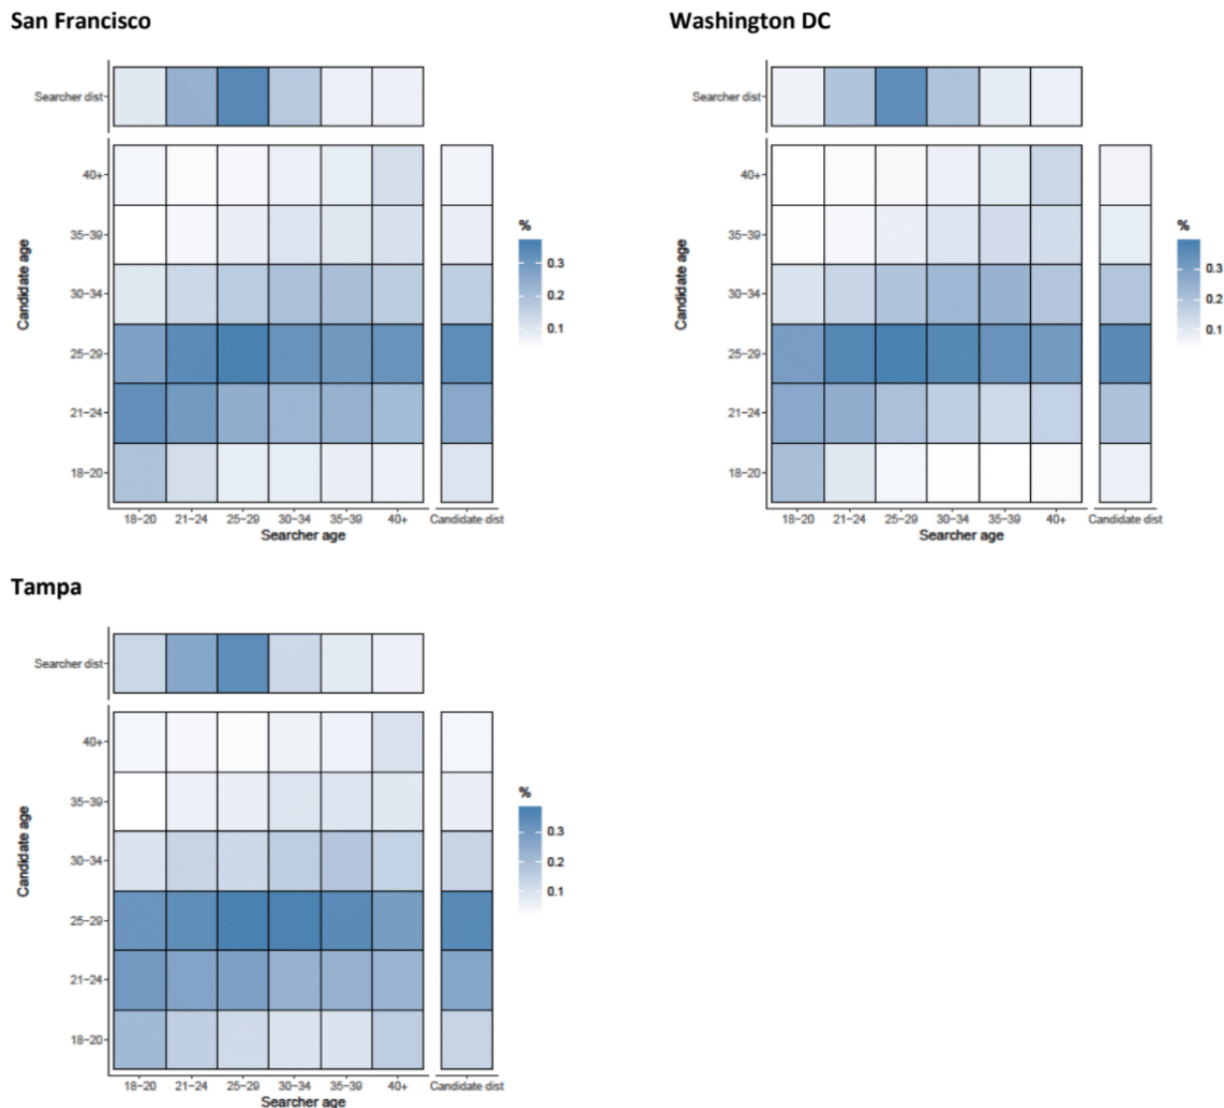 San Francisco
Searcher dist
Candidate age
40+
35-39
30-34
25-29
21-24
18-20
%
0.3
0.2
0.1
18-20 21-24 25-29 30-34 35-39 40+ Candidate dist
Searcher age
Washington DC
Searcher dist
Candidate age
40+
35-39
30-34
25-29
21-24
18-20
%
0.3
0.2
0.1
18-20 21-24 25-29 30-34 35-39 40+ Candidate dist
Searcher age
Tampa
Searcher dist
Candidate age
40+
35-39
30-34
25-29
21-24
18-20
%
0.3
0.2
0.1
18-20 21-24 25-29 30-34 35-39 40+ Candidate dist
Searcher age